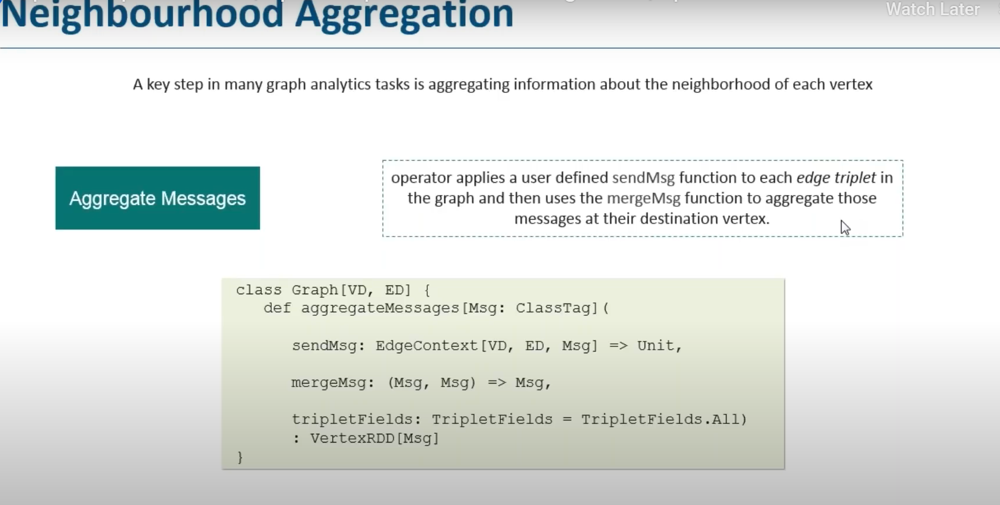 Neighbourhood Aggregation
Watch Later
A key step in many graph analytics tasks is aggregating information about the neighborhood of each vertex
Aggregate Messages
operator applies a user defined sendMsg function to each edge triplet in
the graph and then uses the mergeMsg function to aggregate those
messages at their destination vertex.
class Graph[VD, ED] {
def aggregateMessages[Msg: ClassTag](
sendMsg: EdgeContext[VD, ED, Msg] => Unit,
mergeMsg: (Msg, Msg) => Msg,
tripletFields: TripletFields = TripletFields.All)
: VertexRDD[Msg]
}